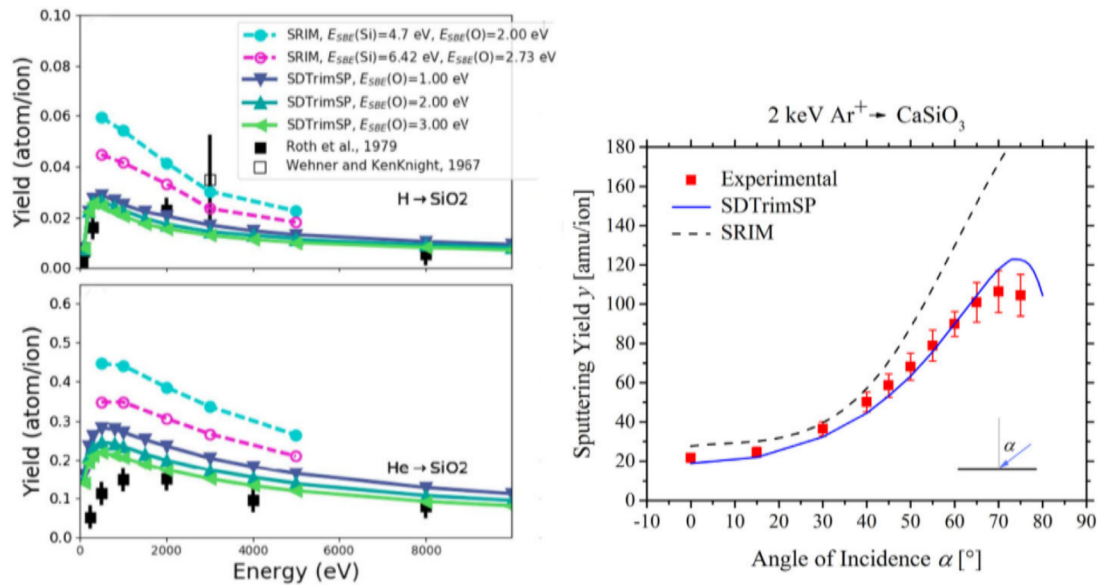 0.10
0.08
0.06
0.04
0.02
0.00
Yield (atom/ion)
SRIM, E_SBE(Si)=4.7 eV, E_SBE(O)=2.00 eV
SRIM, E_SBE(Si)=6.42 eV, E_SBE(O)=2.73 eV
SDTrimSP, E_SBE(O)=1.00 eV
SDTrimSP, E_SBE(O)=2.00 eV
SDTrimSP, E_SBE(O)=3.00 eV
Roth et al., 1979
Wehner and KenKnight, 1967
H→SiO2
0.6
0.5
0.4
0.3
0.2
0.1
0.0
Yield (atom/ion)
He→SiO2
0 2000 4000 6000 8000
Energy (eV)
2 keV Ar⁺→ CaSiO₃
180
160
140
120
100
80
60
40
20
0
Sputtering Yield y [amu/ion]
Experimental
SDTrimSP
SRIM
α
-10 0 10 20 30 40 50 60 70 80 90
Angle of Incidence α [°]